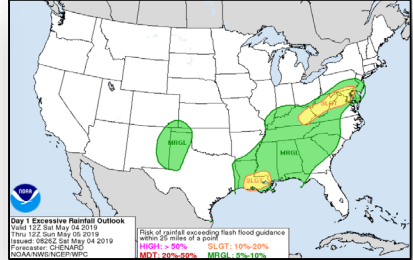 SLGT
MRGL
MRGL
SLGT
NOAA
Day 1 Excessive Rainfall Outlook
Valid 12Z Sat May 04 2019
Thru 12Z Sun May 05 2019
Issued: 0826Z Sat May 04 2019
Forecaster: CHENARD
NOAA/NWS/NCEP/WPC
Risk of rainfall exceeding flash flood guidance
within 25 miles of a point
HIGH: > 50% SLGT: 10%-20%
MDT: 20%-50% MRGL: 5%-10%